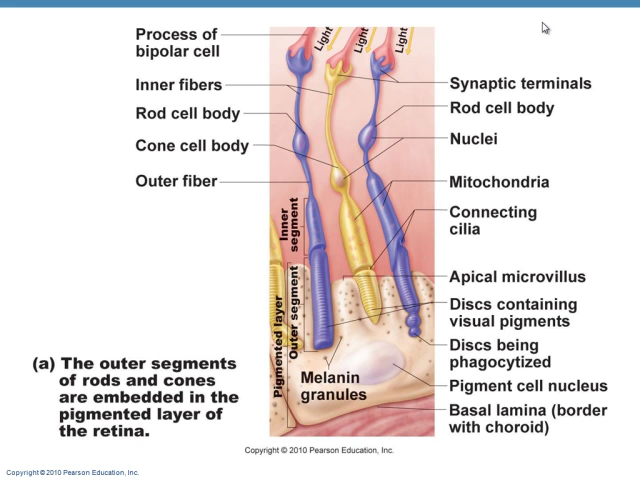 Process of
bipolar cell
Inner fibers
Rod cell body
Cone cell body
Outer fiber
Light
Light
Light
Synaptic terminals
Rod cell body
Nuclei
Mitochondria
Connecting
cilia
Apical microvillus
Discs containing
visual pigments
Discs being
phagocytized
Pigment cell nucleus
Basal lamina (border
with choroid)
Inner
segment
Outer segment
Pigmented layer
Melanin
granules
(a) The outer segments
of rods and cones
are embedded in the
pigmented layer of
the retina.
Copyright © 2010 Pearson Education, Inc.
Copyright © 2010 Pearson Education, Inc.